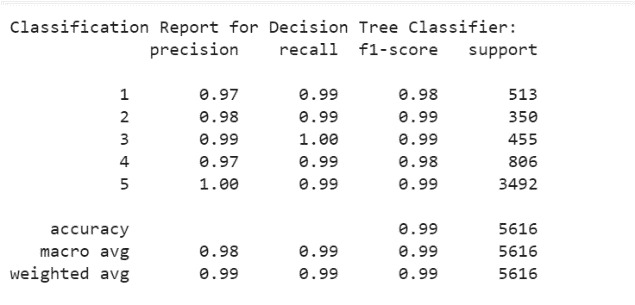 Classification Report for Decision Tree Classifier:
precision recall f1-score support
1 0.97 0.99 0.98 513
2 0.98 0.99 0.99 350
3 0.99 1.00 0.99 455
4 0.97 0.99 0.98 806
5 1.00 0.99 0.99 3492
accuracy 0.99 5616
macro avg 0.98 0.99 0.99 5616
weighted avg 0.99 0.99 0.99 5616